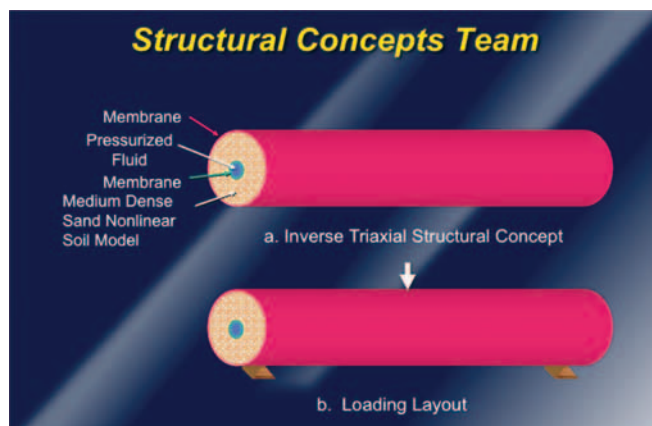 Structural Concepts Team
Membrane
Pressurized
Fluid
Membrane
Medium Dense
Sand Nonlinear
Soil Model
a. Inverse Triaxial Structural Concept
b. Loading Layout